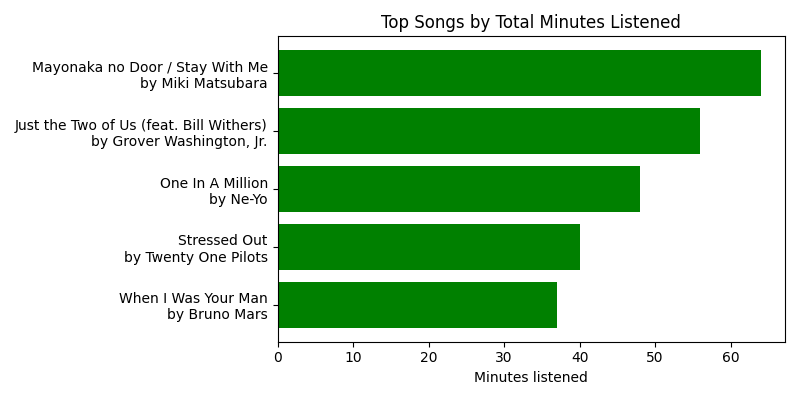 Top Songs by Total Minutes Listened
Mayonaka no Door / Stay With Me
by Miki Matsubara
Just the Two of Us (feat. Bill Withers)
by Grover Washington, Jr.
One In A Million
by Ne-Yo
Stressed Out
by Twenty One Pilots
When I Was Your Man
by Bruno Mars
0 10 20 30 40 50 60
Minutes listened